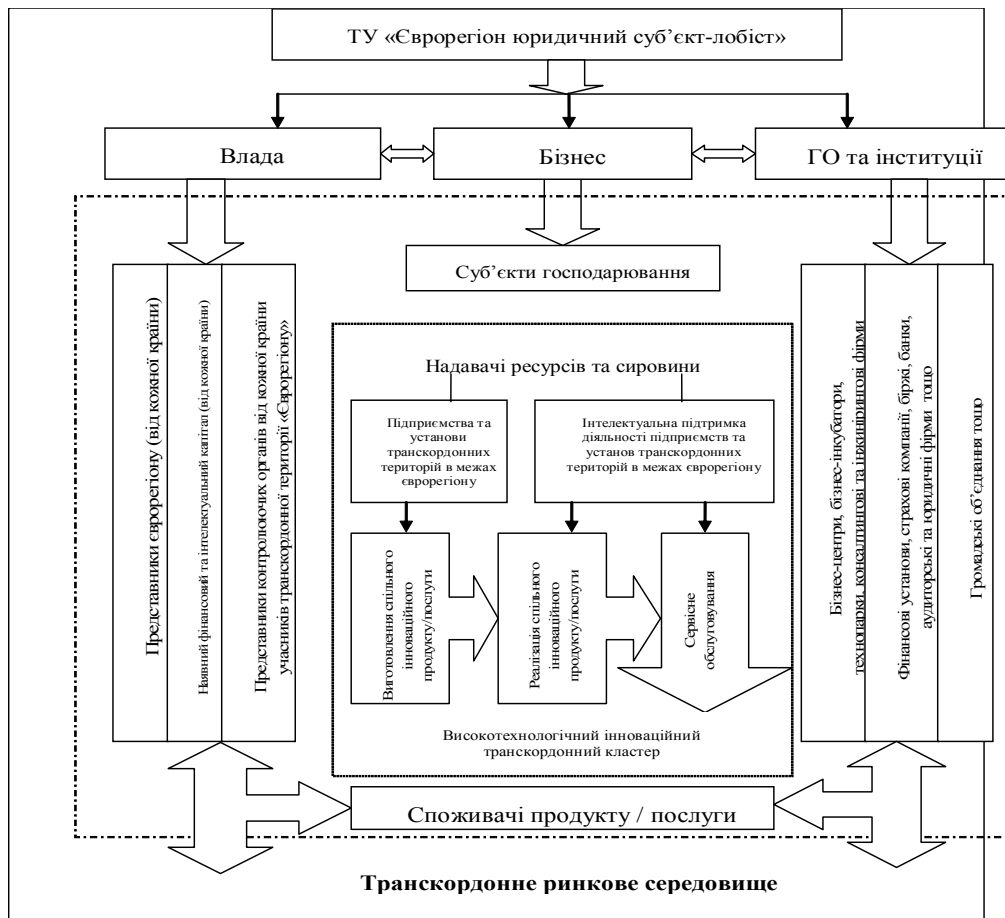 ТУ «Єврорегіон юридичний суб’єкт-лобіст»
Влада
Бізнес
ГО та інституції
Суб’єкти господарювання
Представники єврорегіону (від кожної країни)
Наявний фінансовий та інтелектуальний капітал (від кожної країни)
Представники контролюючих органів від кожної країни
учасників транскордонної території «Єврорегіону»
Надавачі ресурсів та сировини
Підприємства та
установи
транскордонних
територій в межах
єврорегіону
Інтелектуальна підтримка
діяльності підприємств та
установ транскордонних
територій в межах єврорегіону
Виготовлення спільного
інноваційного
продукту/послуги
Реалізація спільного
інноваційного
продукту/послуги
Сервісне
обслуговування
Високотехнологічний інноваційний
транскордонний кластер
Бізнес-центри, бізнес-інкубатори,
технопарки, консалтингові та інжинірингові фірми
Фінансові установи, страхові компанії, біржі, банки,
аудиторські та юридичні фірми тощо
Громадські об’єднання тощо
Споживачі продукту / послуги
Транскордонне ринкове середовище